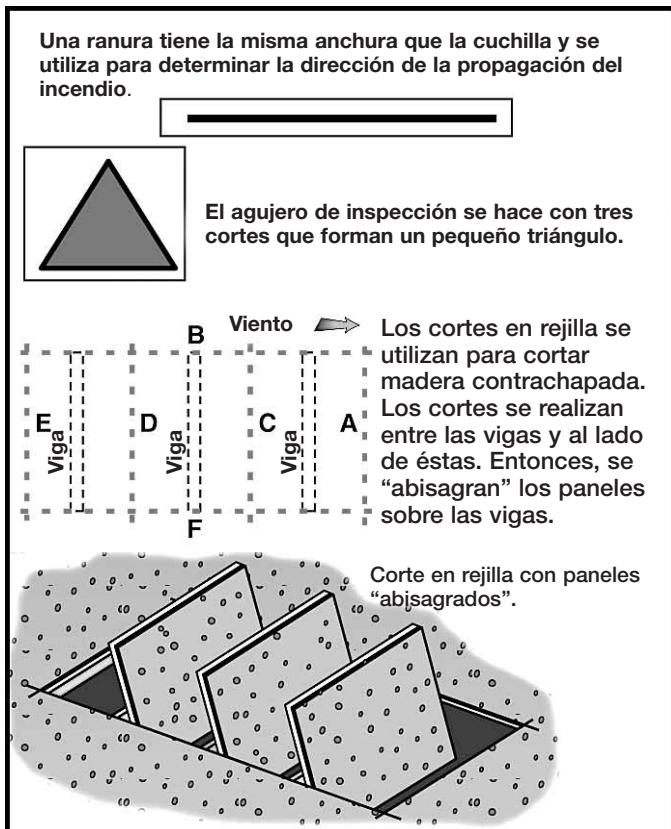 Una ranura tiene la misma anchura que la cuchilla y se
utiliza para determinar la dirección de la propagación del
incendio.
El agujero de inspección se hace con tres
cortes que forman un pequeño triángulo.
Viento
B
E
Viga
D
Viga
C
Viga
A
F
Los cortes en rejilla se
utilizan para cortar
madera contrachapada.
Los cortes se realizan
entre las vigas y al lado
de éstas. Entonces, se
“abisagran” los paneles
sobre las vigas.
Corte en rejilla con paneles
“abisagrados”.